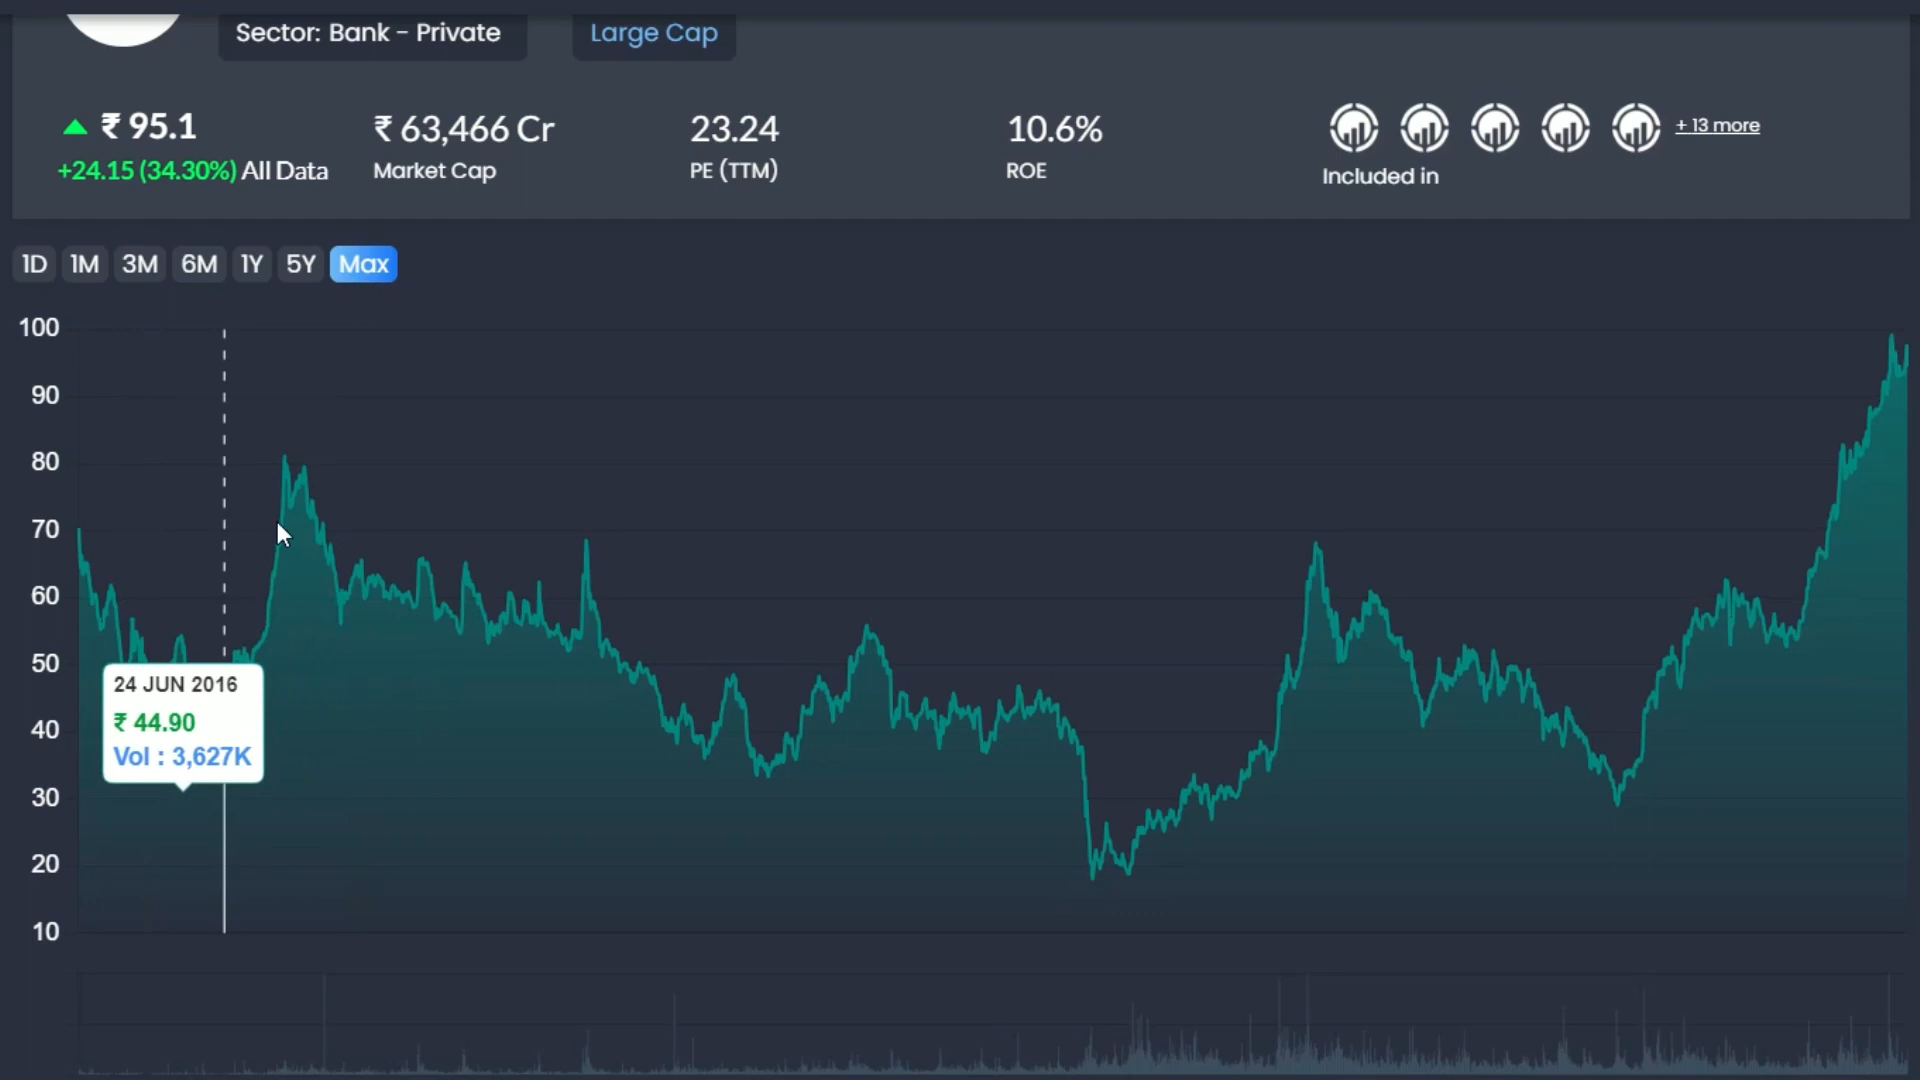 Sector: Bank - Private
Large Cap
₹ 95.1
+24.15 (34.30%) All Data
₹ 63,466 Cr
Market Cap
23.24
PE (TTM)
10.6%
ROE
+ 13 more
Included in
1D 1M 3M 6M 1Y 5Y Max
100
90
80
70
60
50
40
30
20
10
24 JUN 2016
₹ 44.90
Vol : 3,627K